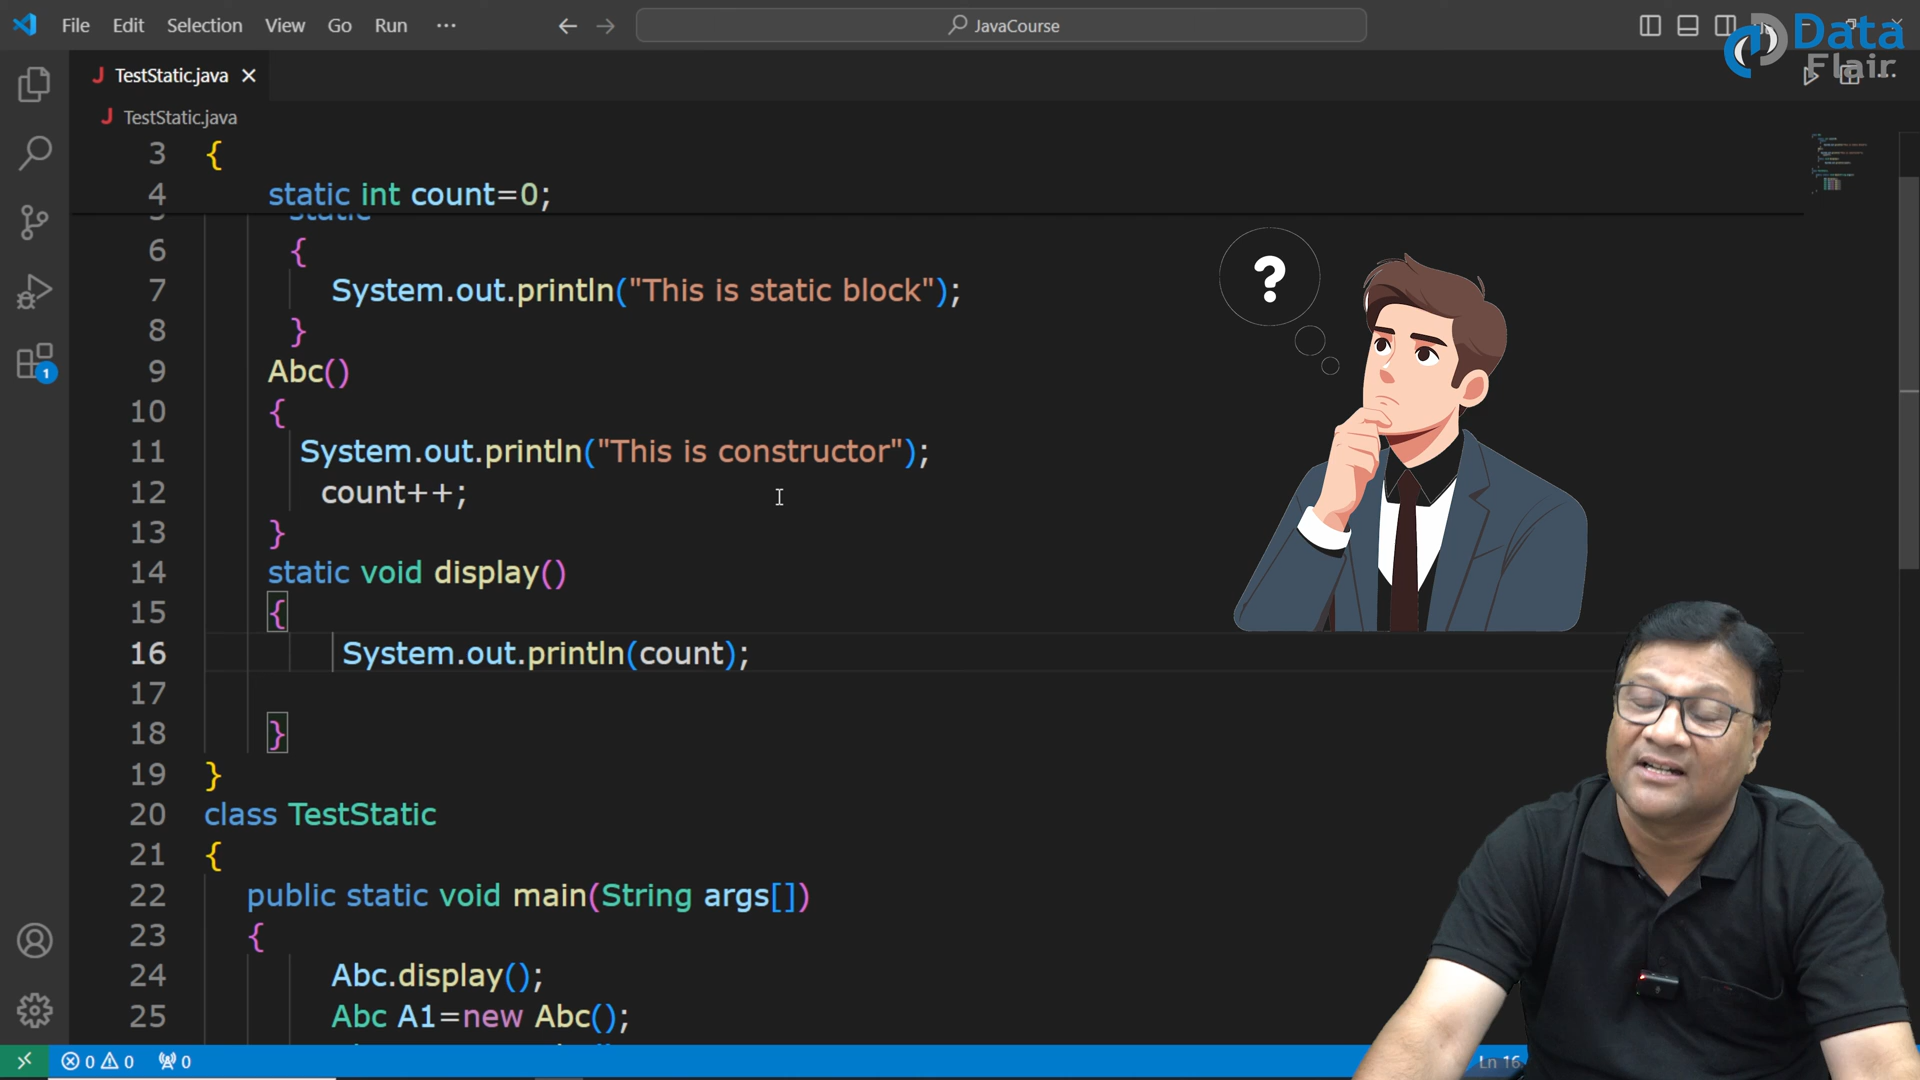 File Edit Selection View Go Run ···
JavaCourse
Data
Flair
J TestStatic.java
J TestStatic.java
3 {
4 static int count=0;
5 static
6 {
7 System.out.println("This is static block");
8 }
9 Abc()
10 {
11 System.out.println("This is constructor");
12 count++;
13 }
14 static void display()
15 {
16 System.out.println(count);
17
18 }
19 }
20 class TestStatic
21 {
22 public static void main(String args[])
23 {
24 Abc.display();
25 Abc A1=new Abc();
?
1
0 0 0
Ln 16